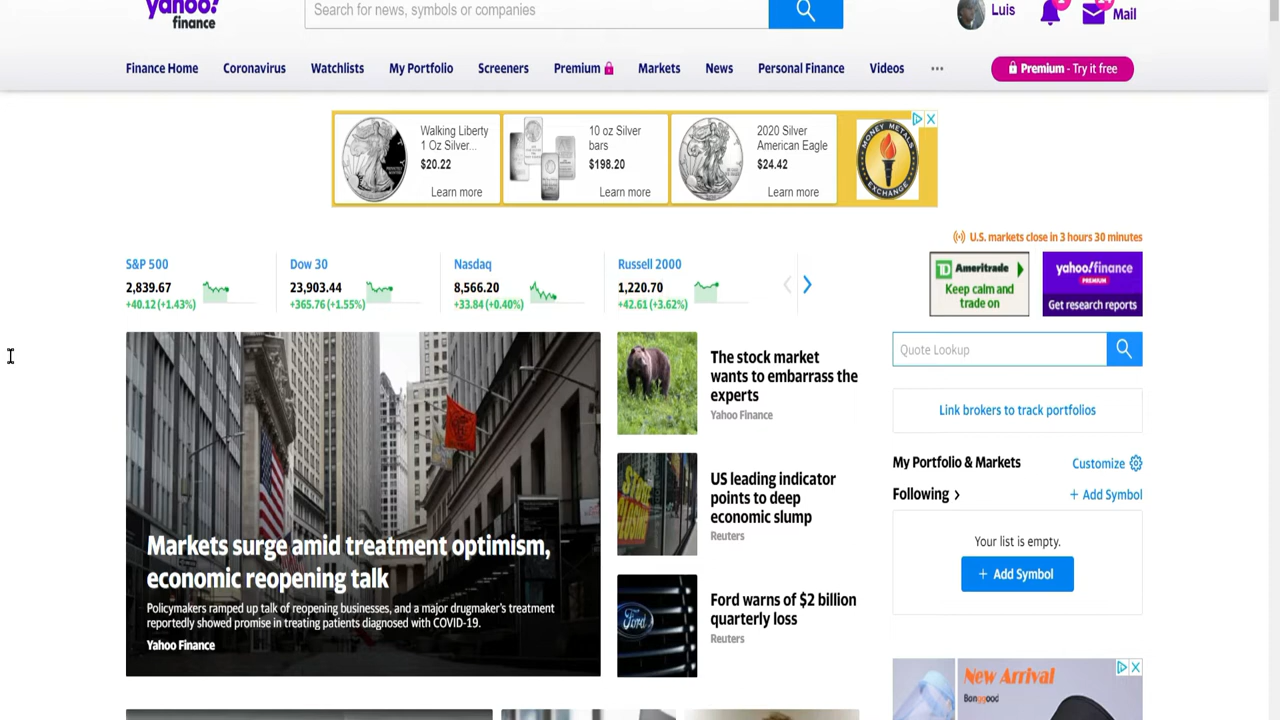 yahoo!
finance
Search for news, symbols or companies
Luis
Mail
Finance Home Coronavirus Watchlists My Portfolio Screeners Premium Markets News Personal Finance Videos ... Premium - Try it free
Walking Liberty
1 Oz Silver...
$20.22
Learn more
10 oz Silver
bars
$198.20
Learn more
2020 Silver
American Eagle
$24.42
Learn more
MONEY METALS
EXCHANGE
U.S. markets close in 3 hours 30 minutes
S&P 500
2,839.67
+40.12 (+1.43%)
Dow 30
23,903.44
+365.76 (+1.55%)
Nasdaq
8,566.20
+33.84 (+0.40%)
Russell 2000
1,220.70
+42.61 (+3.62%)
TD Ameritrade
Keep calm and
trade on
yahoo!finance
PREMIUM
Get research reports
Markets surge amid treatment optimism,
economic reopening talk
Policymakers ramped up talk of reopening businesses, and a major drugmaker's treatment
reportedly showed promise in treating patients diagnosed with COVID-19.
Yahoo Finance
The stock market
wants to embarrass the
experts
Yahoo Finance
US leading indicator
points to deep
economic slump
Reuters
Ford
Ford warns of $2 billion
quarterly loss
Reuters
Quote Lookup
Link brokers to track portfolios
My Portfolio & Markets Customize
Following > + Add Symbol
Your list is empty.
+ Add Symbol
New Arrival
Bonggood